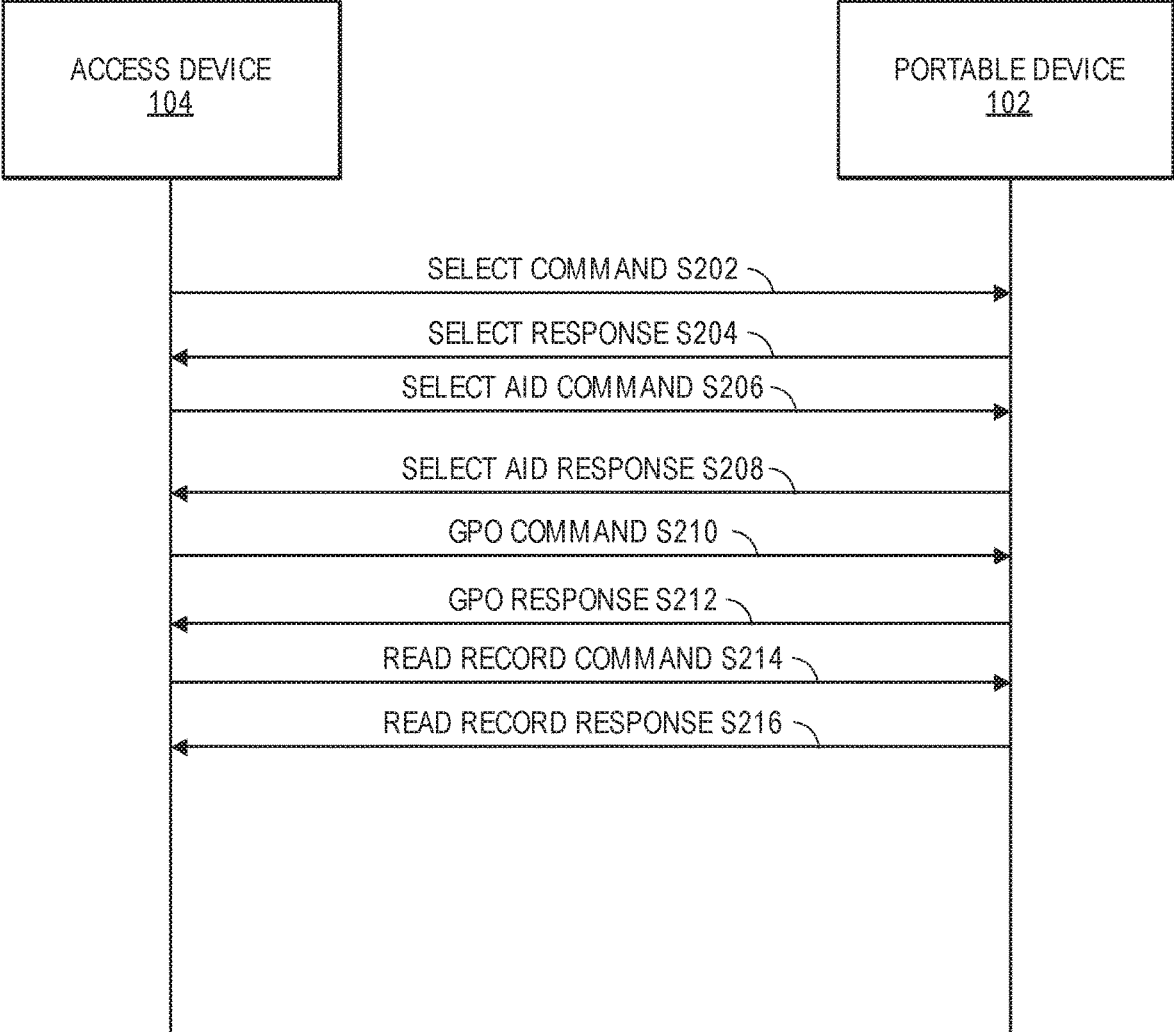 ACCESS DEVICE
104
PORTABLE DEVICE
102
SELECT COMMAND S202
SELECT RESPONSE S204
SELECT AID COMMAND S206
SELECT AID RESPONSE S208
GPO COMMAND S210
GPO RESPONSE S212
READ RECORD COMMAND S214
READ RECORD RESPONSE S216